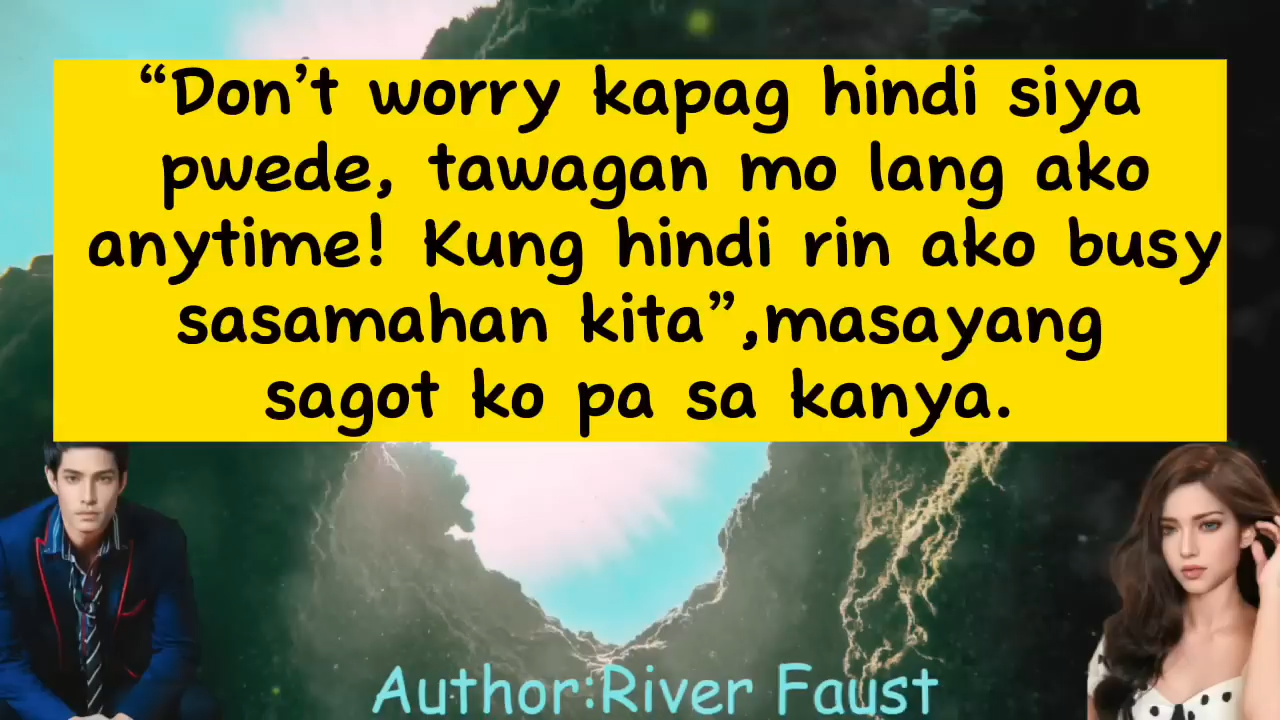 “Don’t worry kapag hindi siya
pwede, tawagan mo lang ako
anytime! Kung hindi rin ako busy
sasamahan kita”,masayang
sagot ko pa sa kanya.
Author:River Faust